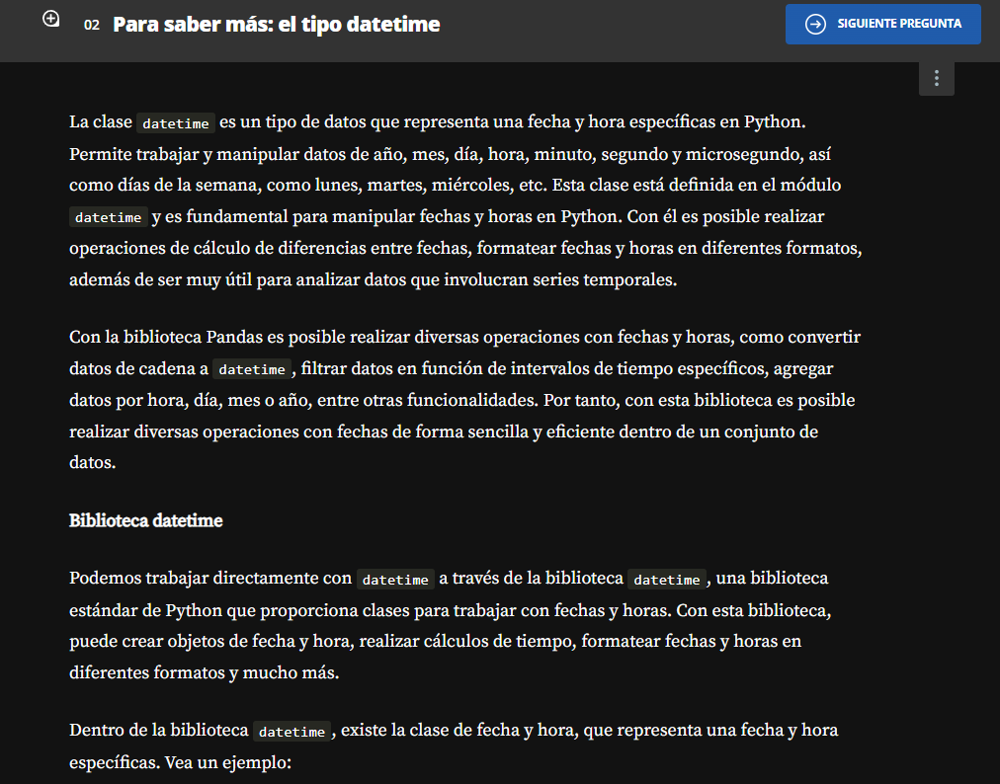 02 Para saber más: el tipo datetime
SIGUIENTE PREGUNTA
La clase datetime es un tipo de datos que representa una fecha y hora específicas en Python.
Permite trabajar y manipular datos de año, mes, día, hora, minuto, segundo y microsegundo, así
como días de la semana, como lunes, martes, miércoles, etc. Esta clase está definida en el módulo
datetime y es fundamental para manipular fechas y horas en Python. Con él es posible realizar
operaciones de cálculo de diferencias entre fechas, formatear fechas y horas en diferentes formatos,
además de ser muy útil para analizar datos que involucran series temporales.
Con la biblioteca Pandas es posible realizar diversas operaciones con fechas y horas, como convertir
datos de cadena a datetime, filtrar datos en función de intervalos de tiempo específicos, agregar
datos por hora, día, mes o año, entre otras funcionalidades. Por tanto, con esta biblioteca es posible
realizar diversas operaciones con fechas de forma sencilla y eficiente dentro de un conjunto de
datos.
Biblioteca datetime
Podemos trabajar directamente con datetime a través de la biblioteca datetime, una biblioteca
estándar de Python que proporciona clases para trabajar con fechas y horas. Con esta biblioteca,
puede crear objetos de fecha y hora, realizar cálculos de tiempo, formatear fechas y horas en
diferentes formatos y mucho más.
Dentro de la biblioteca datetime, existe la clase de fecha y hora, que representa una fecha y hora
específicas. Vea un ejemplo: